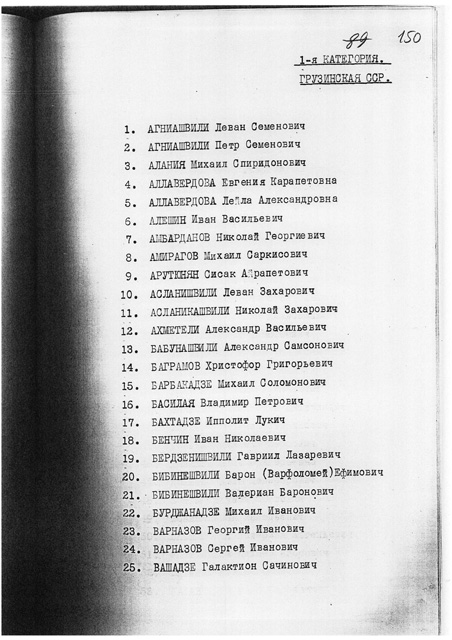 89 150
1-я КАТЕГОРИЯ.
ГРУЗИНСКАЯ ССР.
1. АГНИАШВИЛИ Леван Семенович
2. АГНИАШВИЛИ Петр Семенович
3. АЛАНИЯ Михаил Спиридонович
4. АЛЛАВЕРДОВА Евгения Карапетовна
5. АЛЛАВЕРДОВА Лейла Александровна
6. АЛЕШИН Иван Васильевич
7. АМБАРДАНОВ Николай Георгиевич
8. АМИРАГОВ Михаил Саркисович
9. АРУТЮНЯН Сисак Айрапетович
10. АСЛАНИШВИЛИ Леван Захарович
11. АСЛАНИКАШВИЛИ Николай Захарович
12. АХМЕТЕЛИ Александр Васильевич
13. БАБУНАШВИЛИ Александр Самсонович
14. БАГРАМОВ Христофор Григорьевич
15. БАРБАКАДЗЕ Михаил Соломонович
16. БАСИЛАЯ Владимир Петрович
17. БАХТАДЗЕ Ипполит Лукич
18. БЕНЧИН Иван Николаевич
19. БЕРДЗЕНИШВИЛИ Гавриил Лазаревич
20. БИБИНЕШВИЛИ Барон (Варфоломей)Ефимович
21. БИБИНЕШВИЛИ Валериан Баронович
22. БУРДЖАНАДЗЕ Михаил Иванович
23. ВАРНАЗОВ Георгий Иванович
24. ВАРНАЗОВ Сергей Иванович
25. ВАШАДЗЕ Галактион Сачинович